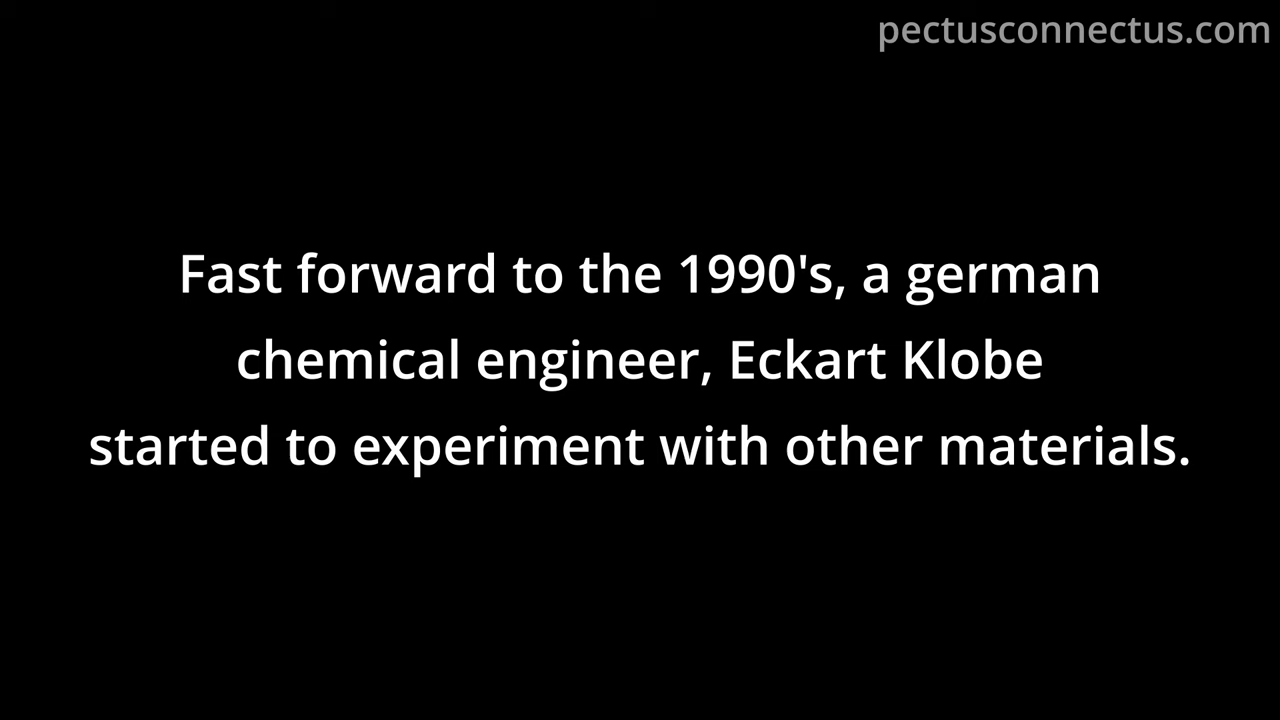 pectusconnectus.com
Fast forward to the 1990's, a german
chemical engineer, Eckart Klobe
started to experiment with other materials.